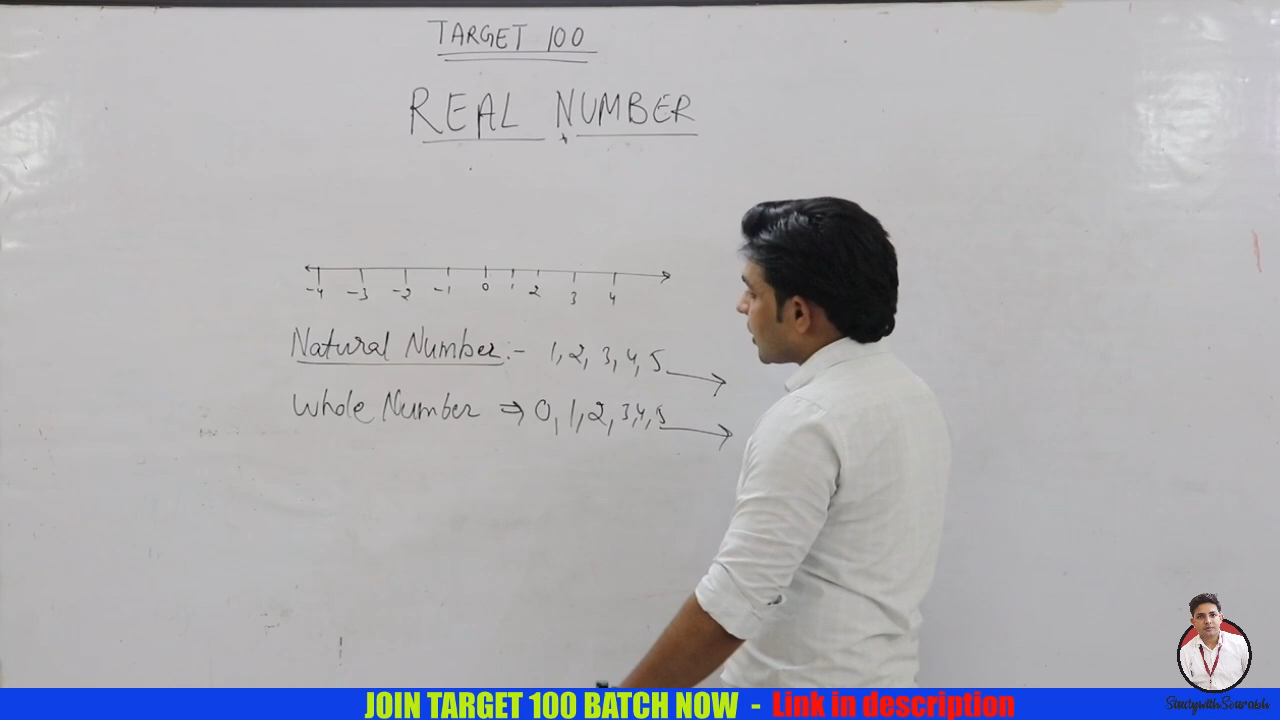 TARGET 100
REAL NUMBER
-4 -3 -2 -1 0 1 2 3 4
Natural Number :- 1, 2, 3, 4, 5
Whole Number ⇒ 0, 1, 2, 3, 4, 5
JOIN TARGET 100 BATCH NOW - Link in description
StudywithSourabh